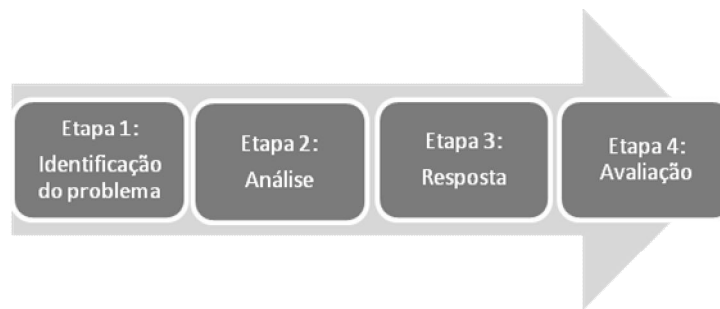 Etapa 1:
Identificação
do problema
Etapa 2:
Análise
Etapa 3:
Resposta
Etapa 4:
Avaliação